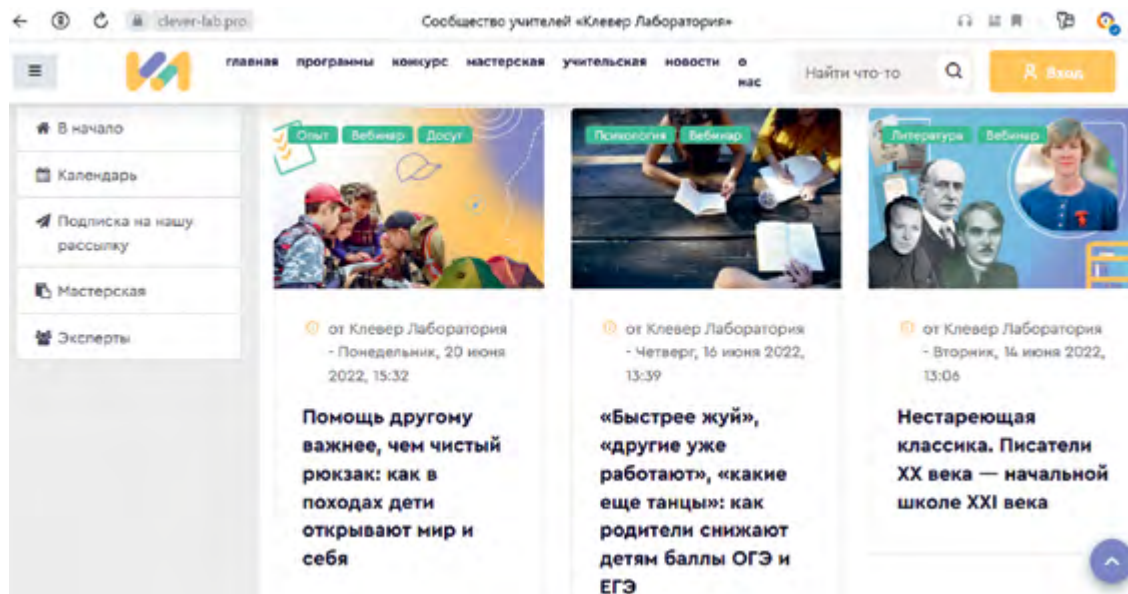 clever-lab.pro
Сообщество учителей «Клевер Лаборатория»
главная программы конкурс мастерская учительская новости о нас
Найти что-то
Вход
В начало
Календарь
Подписка на нашу
рассылку
Мастерская
Эксперты
Опыт Вебинар Досуг
от Клевер Лаборатория
- Понедельник, 20 июня
2022, 15:32
Помощь другому
важнее, чем чистый
рюкзак: как в
походах дети
открывают мир и
себя
Психология Вебинар
от Клевер Лаборатория
- Четверг, 16 июня 2022,
13:39
«Быстрее жуй»,
«другие уже
работают», «какие
еще танцы»: как
родители снижают
детям баллы ОГЭ и
ЕГЭ
Литература Вебинар
от Клевер Лаборатория
- Вторник, 14 июня 2022,
13:06
Нестареющая
классика. Писатели
XX века — начальной
школе XXI века